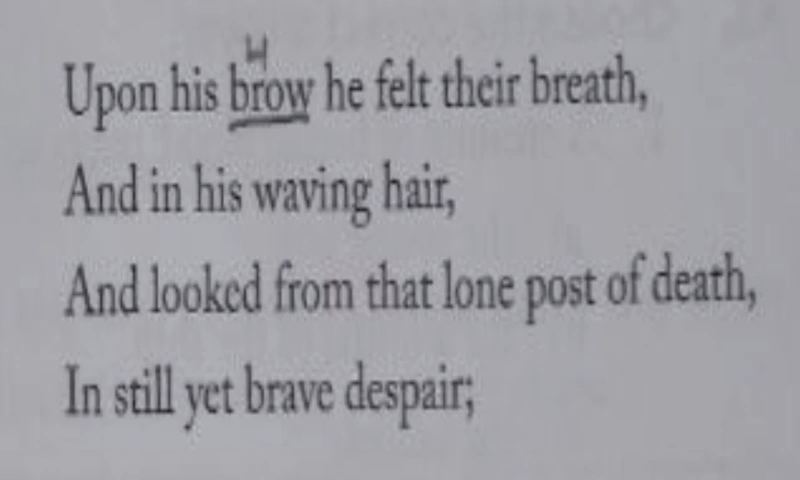 Upon his brow he felt their breath,
And in his waving hair,
And looked from that lone post of death,
In still yet brave despair;